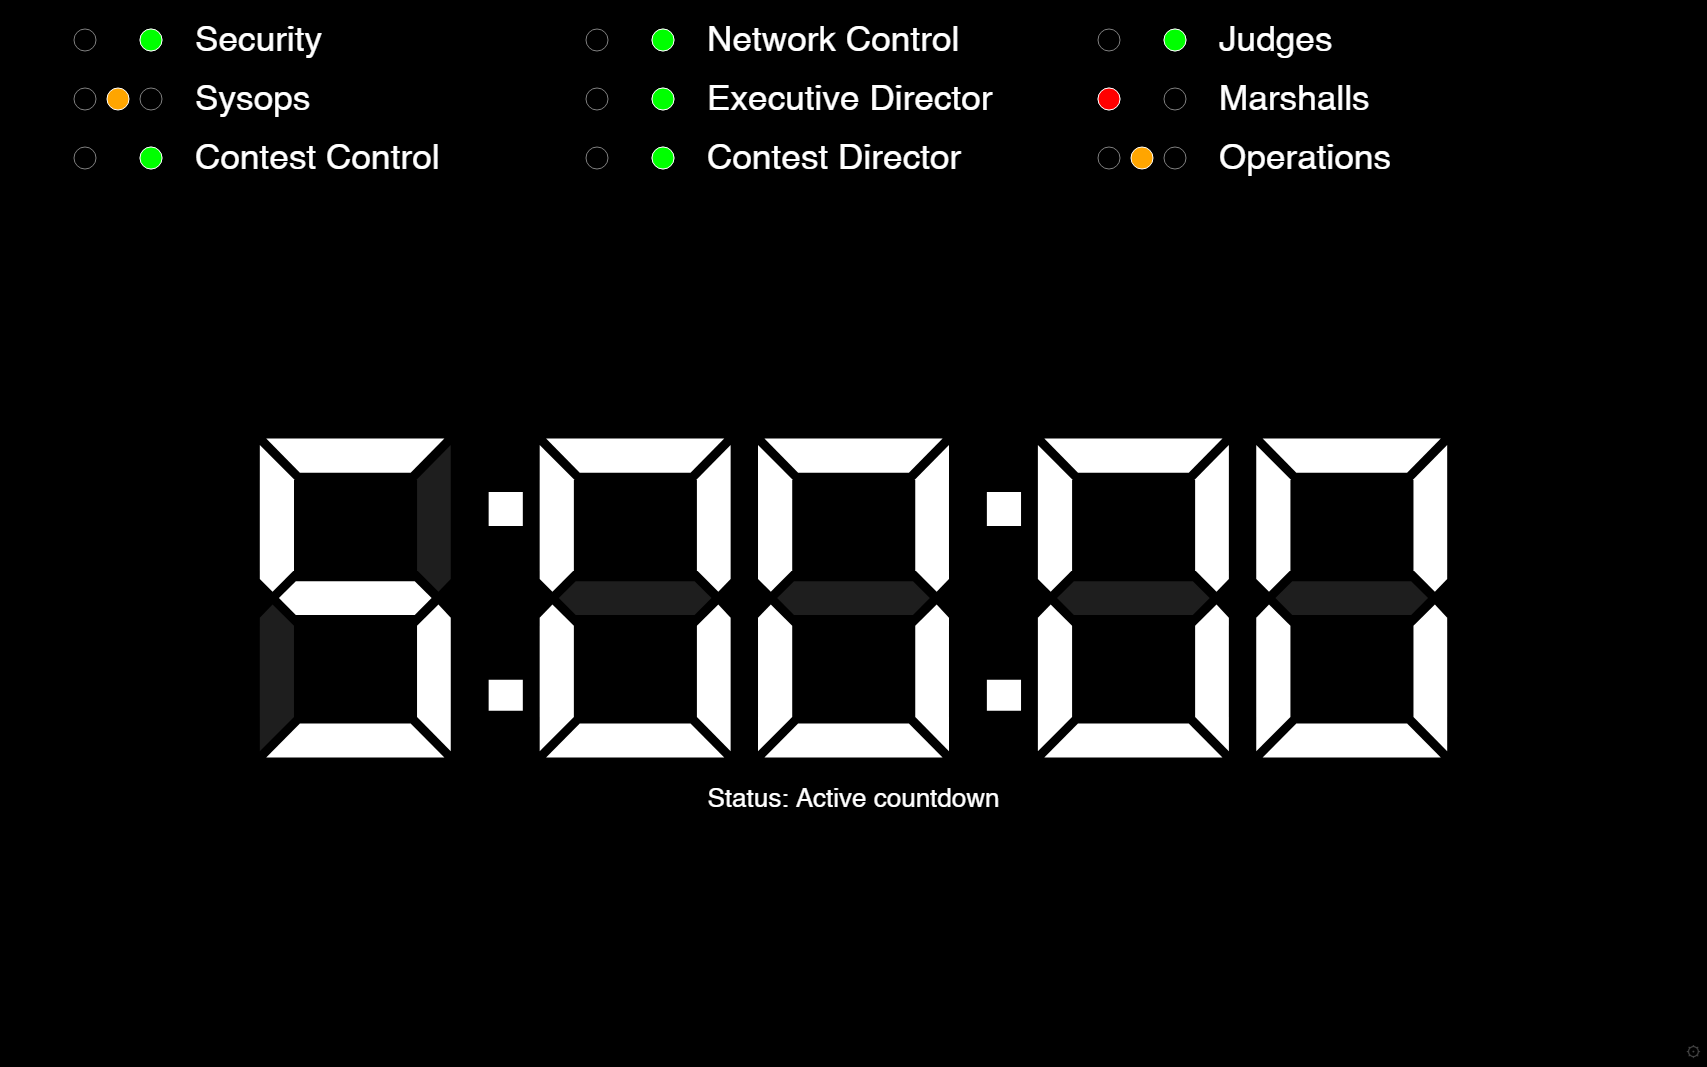 Security
Network Control
Judges
Sysops
Executive Director
Marshalls
Contest Control
Contest Director
Operations
5:00:00
Status: Active countdown